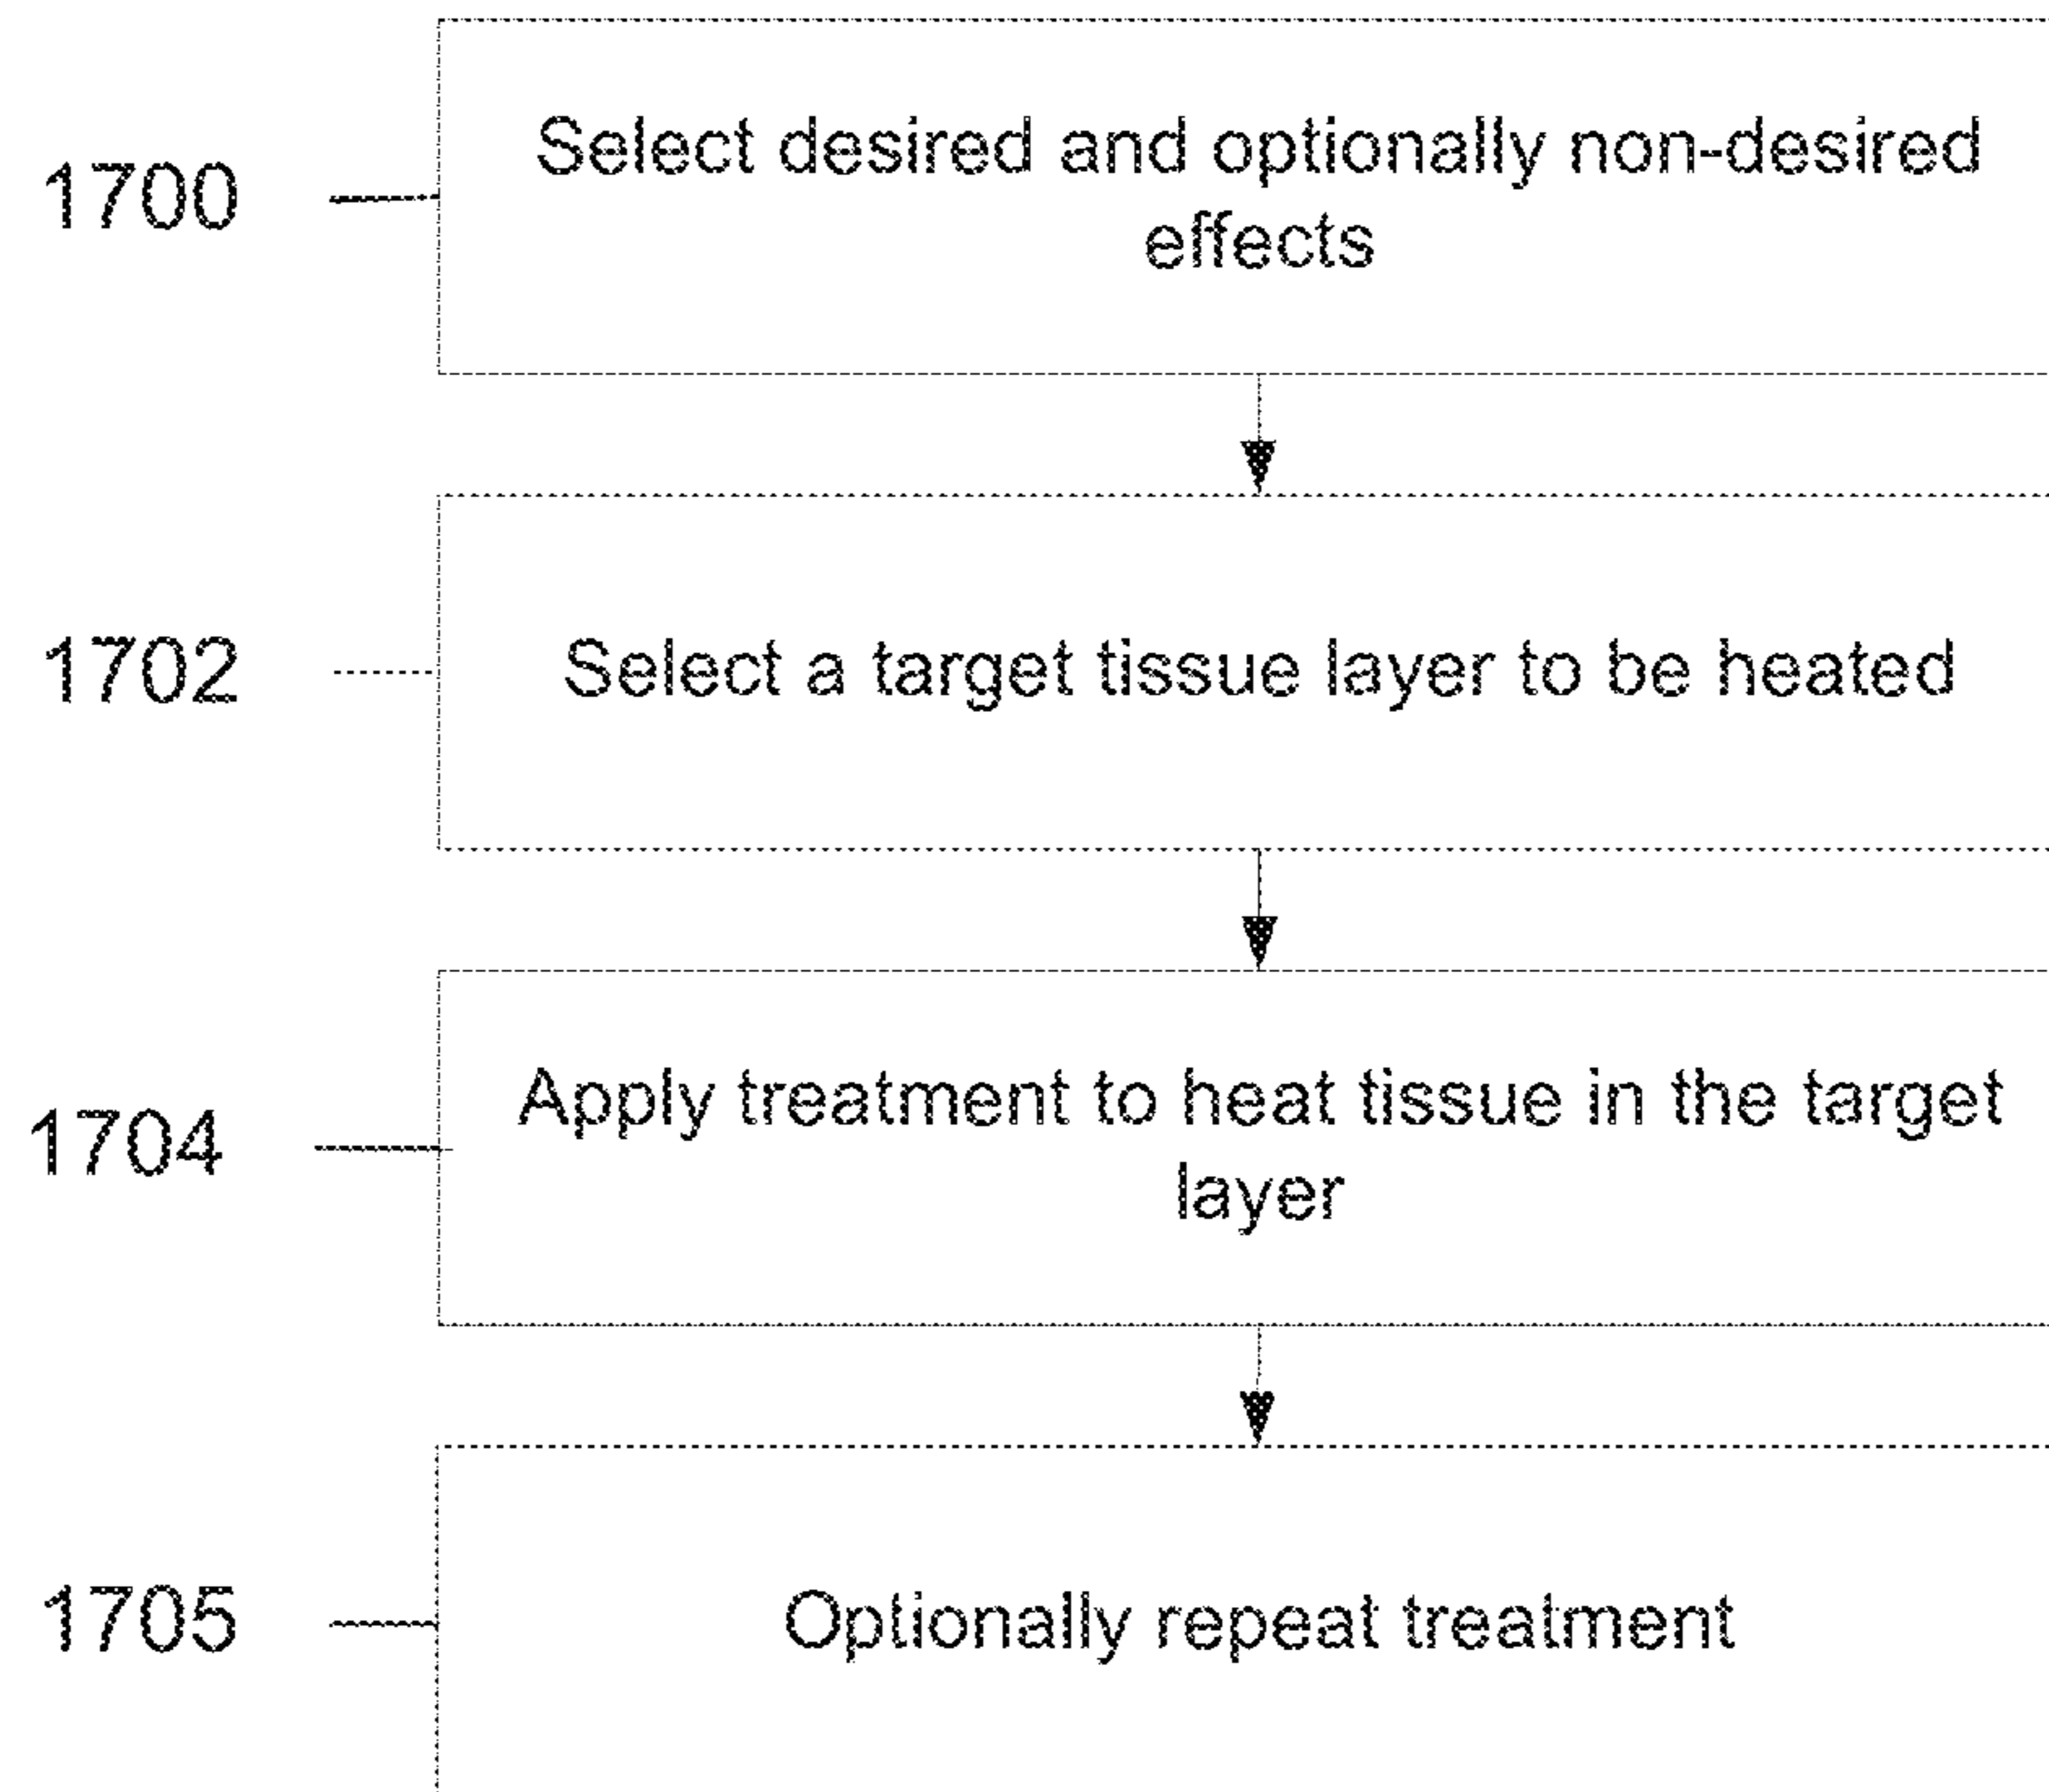 1700
Select desired and optionally non-desired
effects
1702
Select a target tissue layer to be heated
1704
Apply treatment to heat tissue in the target
layer
1705
Optionally repeat treatment